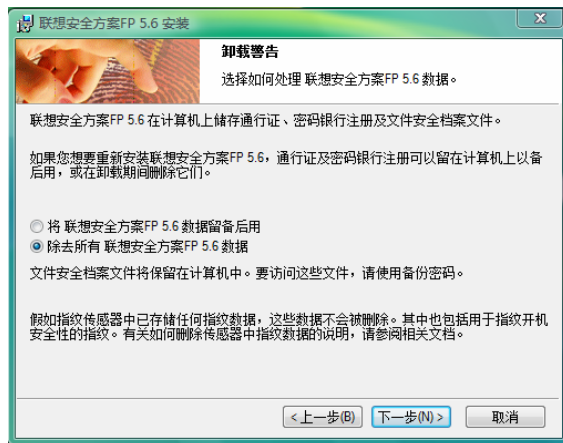 联想安全方案FP 5.6 安装
卸载警告
选择如何处理 联想安全方案FP 5.6 数据。
联想安全方案FP 5.6 在计算机上储存通行证、密码银行注册及文件安全档案文件。
如果您想要重新安装联想安全方案FP 5.6，通行证及密码银行注册可以留在计算机上以备
后用，或在卸载期间删除它们。
将 联想安全方案FP 5.6 数据留备后用
除去所有 联想安全方案FP 5.6 数据
文件安全档案文件将保留在计算机中。要访问这些文件，请使用备份密码。
假如指纹传感器中已存储任何指纹数据，这些数据不会被删除。其中也包括用于指纹开机
安全性的指纹。有关如何删除传感器中指纹数据的说明，请参阅相关文档。
<上一步(B) 下一步(N)> 取消